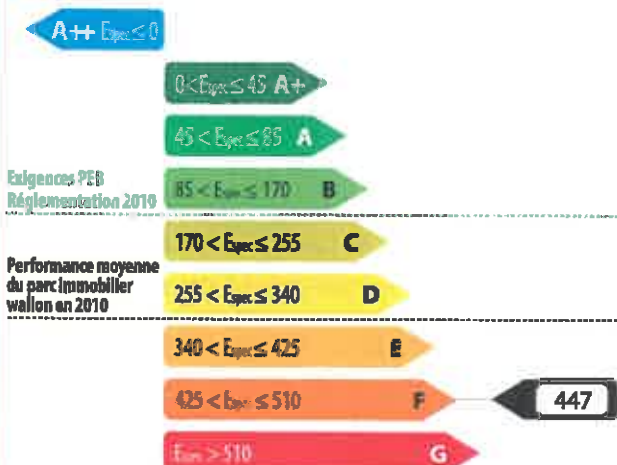 A++ Espec ≤ 0
0 < Espec ≤ 45 A+
45 < Espec ≤ 85 A
Exigences PEB
Réglementation 2010
85 < Espec ≤ 170 B
170 < Espec ≤ 255 C
Performance moyenne
du parc immobilier
wallon en 2010
255 < Espec ≤ 340 D
340 < Espec ≤ 425 E
425 < Espec ≤ 510 F
447
Espec > 510 G